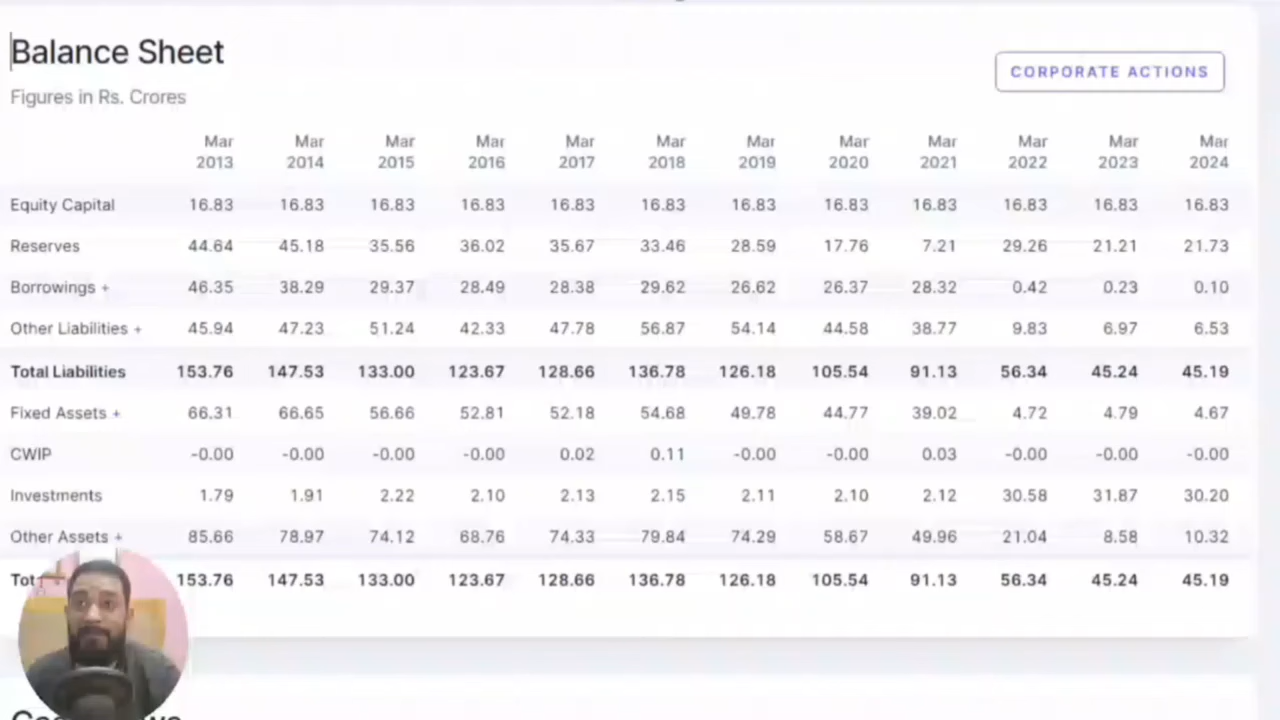 Balance Sheet
CORPORATE ACTIONS
Figures in Rs. Crores
Mar Mar Mar Mar Mar Mar Mar Mar Mar Mar Mar Mar
2013 2014 2015 2016 2017 2018 2019 2020 2021 2022 2023 2024
Equity Capital 16.83 16.83 16.83 16.83 16.83 16.83 16.83 16.83 16.83 16.83 16.83 16.83
Reserves 44.64 45.18 35.56 36.02 35.67 33.46 28.59 17.76 7.21 29.26 21.21 21.73
Borrowings + 46.35 38.29 29.37 28.49 28.38 29.62 26.62 26.37 28.32 0.42 0.23 0.10
Other Liabilities + 45.94 47.23 51.24 42.33 47.78 56.87 54.14 44.58 38.77 9.83 6.97 6.53
Total Liabilities 153.76 147.53 133.00 123.67 128.66 136.78 126.18 105.54 91.13 56.34 45.24 45.19
Fixed Assets + 66.31 66.65 56.66 52.81 52.18 54.68 49.78 44.77 39.02 4.72 4.79 4.67
CWIP -0.00 -0.00 -0.00 -0.00 0.02 0.11 -0.00 -0.00 0.03 -0.00 -0.00 -0.00
Investments 1.79 1.91 2.22 2.10 2.13 2.15 2.11 2.10 2.12 30.58 31.87 30.20
Other Assets + 85.66 78.97 74.12 68.76 74.33 79.84 74.29 58.67 49.96 21.04 8.58 10.32
153.76 147.53 133.00 123.67 128.66 136.78 126.18 105.54 91.13 56.34 45.24 45.19